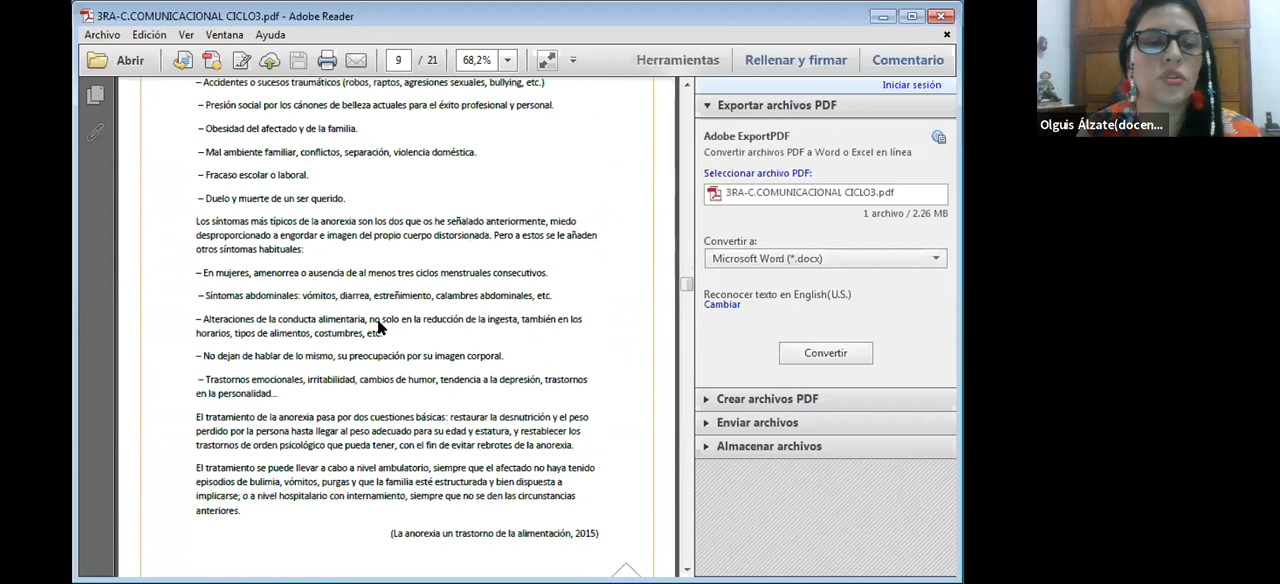 3RA-C.COMUNICACIONAL CICLO3.pdf - Adobe Reader
Archivo Edición Ver Ventana Ayuda
Abrir 9 / 21 68,2% Herramientas Rellenar y firmar Comentario
– Accidentes o sucesos traumáticos (robos, raptos, agresiones sexuales, bullying, etc.)
– Presión social por los cánones de belleza actuales para el éxito profesional y personal.
– Obesidad del afectado y de la familia.
– Mal ambiente familiar, conflictos, separación, violencia doméstica.
– Fracaso escolar o laboral.
– Duelo y muerte de un ser querido.
Los síntomas más típicos de la anorexia son los dos que os he señalado anteriormente, miedo
desproporcionado a engordar e imagen del propio cuerpo distorsionada. Pero a estos se le añaden
otros síntomas habituales:
– En mujeres, amenorrea o ausencia de al menos tres ciclos menstruales consecutivos.
– Síntomas abdominales: vómitos, diarrea, estreñimiento, calambres abdominales, etc.
– Alteraciones de la conducta alimentaria, no solo en la reducción de la ingesta, también en los
horarios, tipos de alimentos, costumbres, etc.
– No dejan de hablar de lo mismo, su preocupación por su imagen corporal.
– Trastornos emocionales, irritabilidad, cambios de humor, tendencia a la depresión, trastornos
en la personalidad...
El tratamiento de la anorexia pasa por dos cuestiones básicas: restaurar la desnutrición y el peso
perdido por la persona hasta llegar al peso adecuado para su edad y estatura, y restablecer los
trastornos de orden psicológico que pueda tener, con el fin de evitar rebrotes de la anorexia.
El tratamiento se puede llevar a cabo a nivel ambulatorio, siempre que el afectado no haya tenido
episodios de bulimia, vómitos, purgas y que la familia esté estructurada y bien dispuesta a
implicarse; o a nivel hospitalario con internamiento, siempre que no se den las circunstancias
anteriores.
(La anorexia un trastorno de la alimentación, 2015)
Iniciar sesión
Exportar archivos PDF
Adobe ExportPDF
Convertir archivos PDF a Word o Excel en línea
Seleccionar archivo PDF:
3RA-C.COMUNICACIONAL CICLO3.pdf
1 archivo / 2.26 MB
Convertir a:
Microsoft Word (*.docx)
Reconocer texto en English(U.S.)
Cambiar
Convertir
Crear archivos PDF
Enviar archivos
Almacenar archivos
Olguis Álzate(docen...